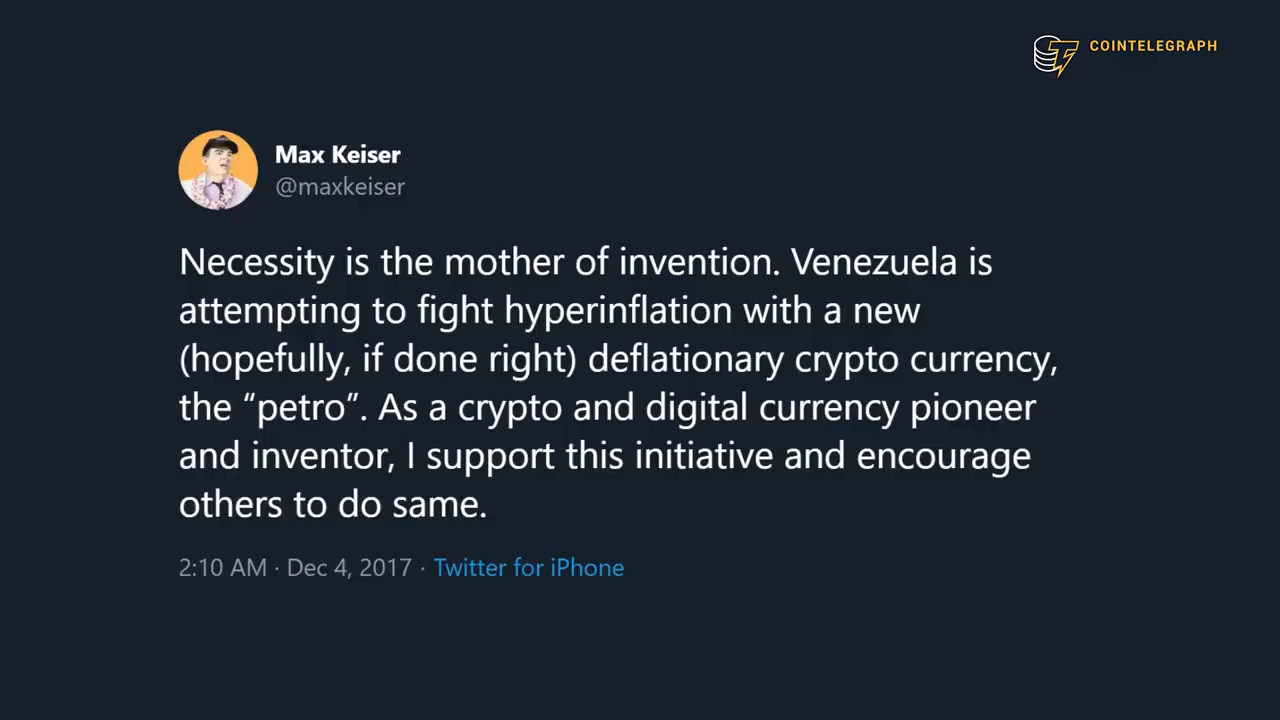 COINTELEGRAPH
Max Keiser
@maxkeiser
Necessity is the mother of invention. Venezuela is
attempting to fight hyperinflation with a new
(hopefully, if done right) deflationary crypto currency,
the “petro”. As a crypto and digital currency pioneer
and inventor, I support this initiative and encourage
others to do same.
2:10 AM · Dec 4, 2017 · Twitter for iPhone